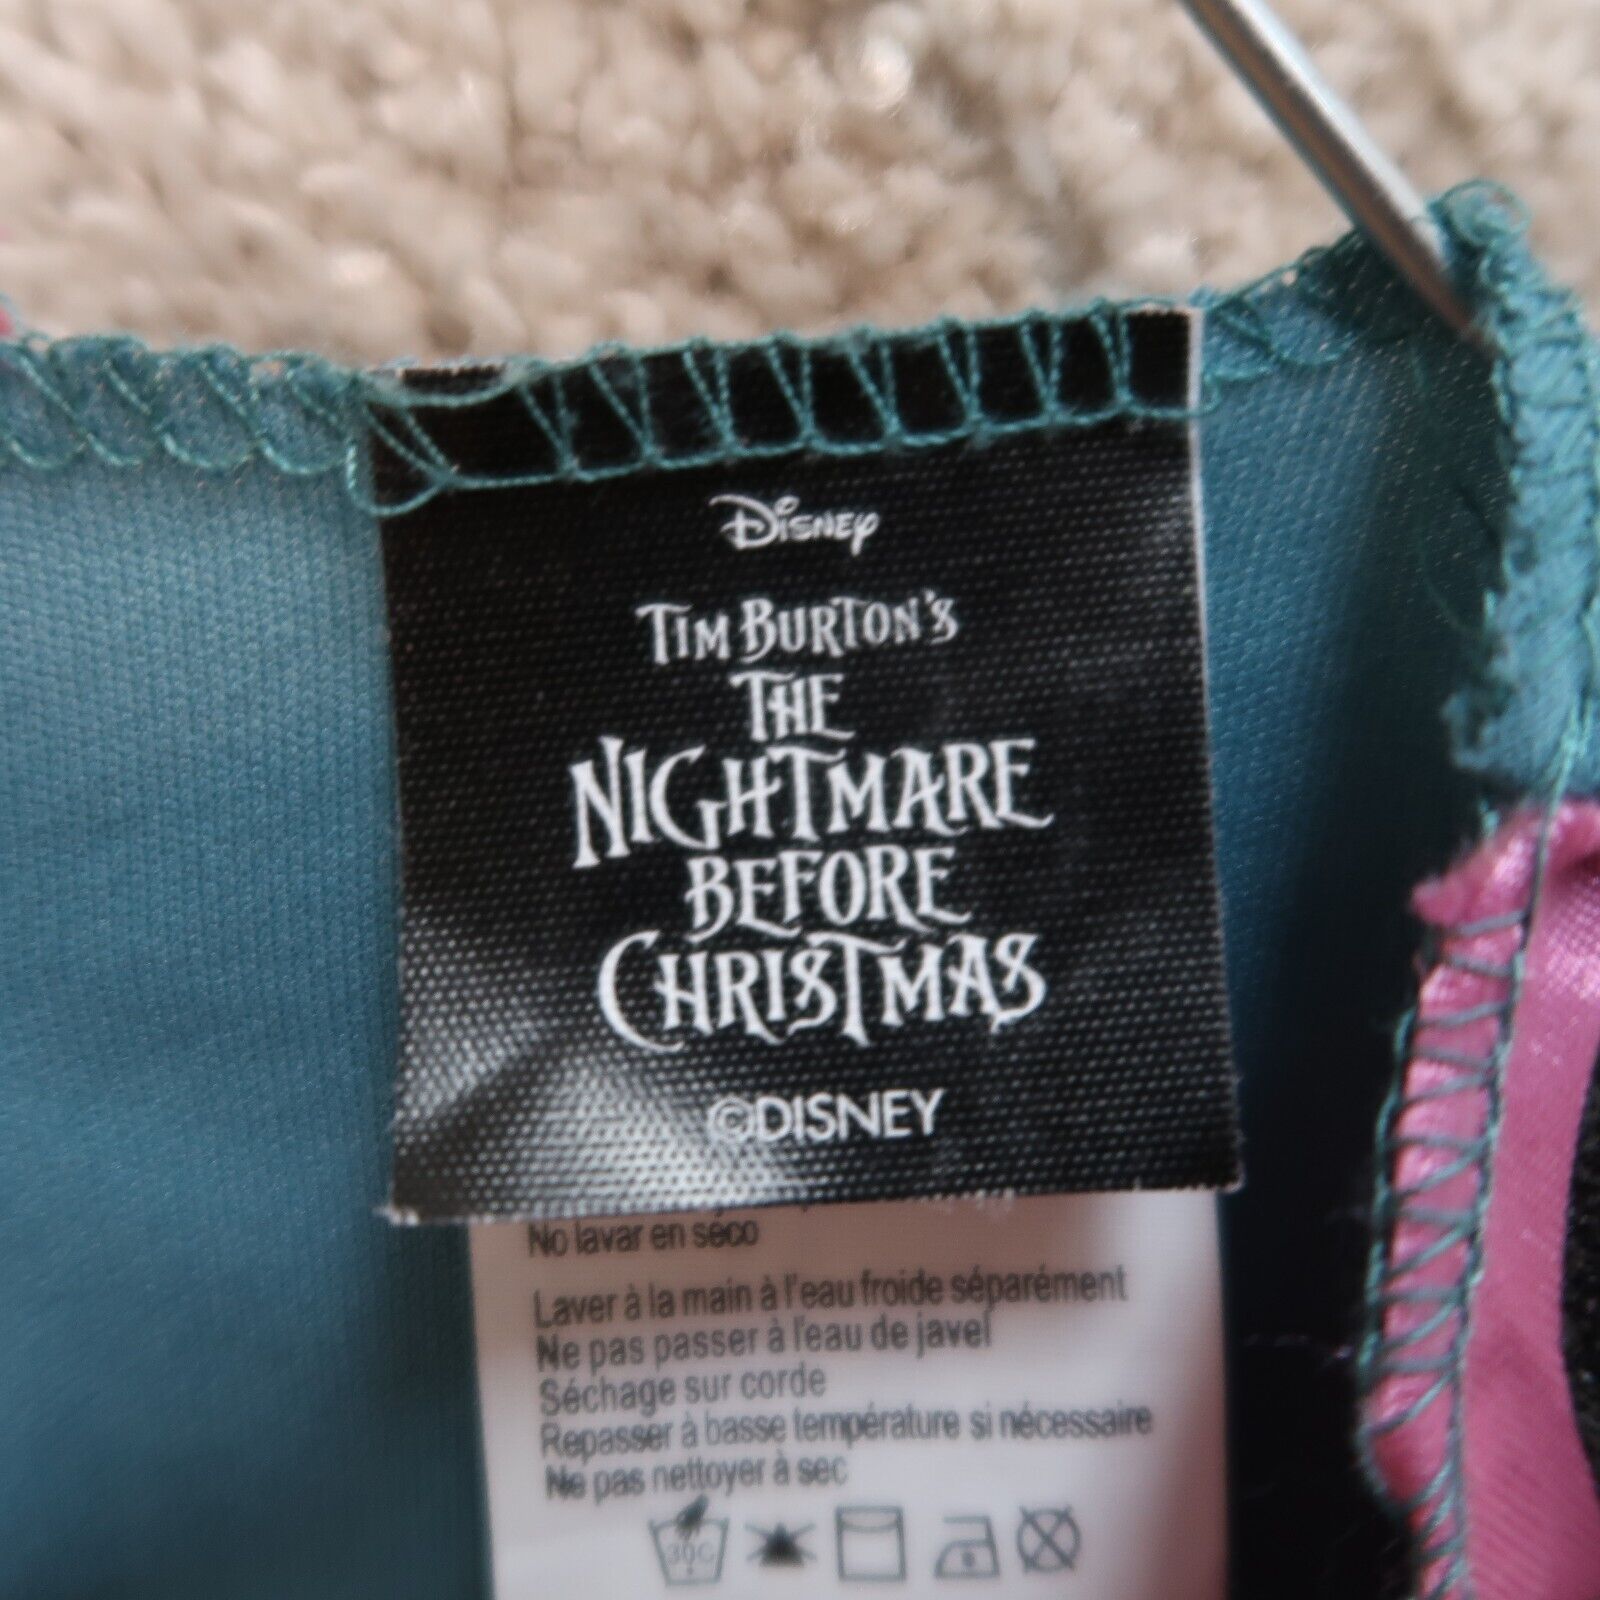 Disney
TIM BURTON'S
THE
NIGHTMARE
BEFORE
CHRISTMAS
©DISNEY
No lavar en seco
Laver à la main à l'eau froide séparément
Ne pas passer à l'eau de javel
Séchage sur corde
Repasser à basse température si nécessaire
Ne pas nettoyer à sec
30C